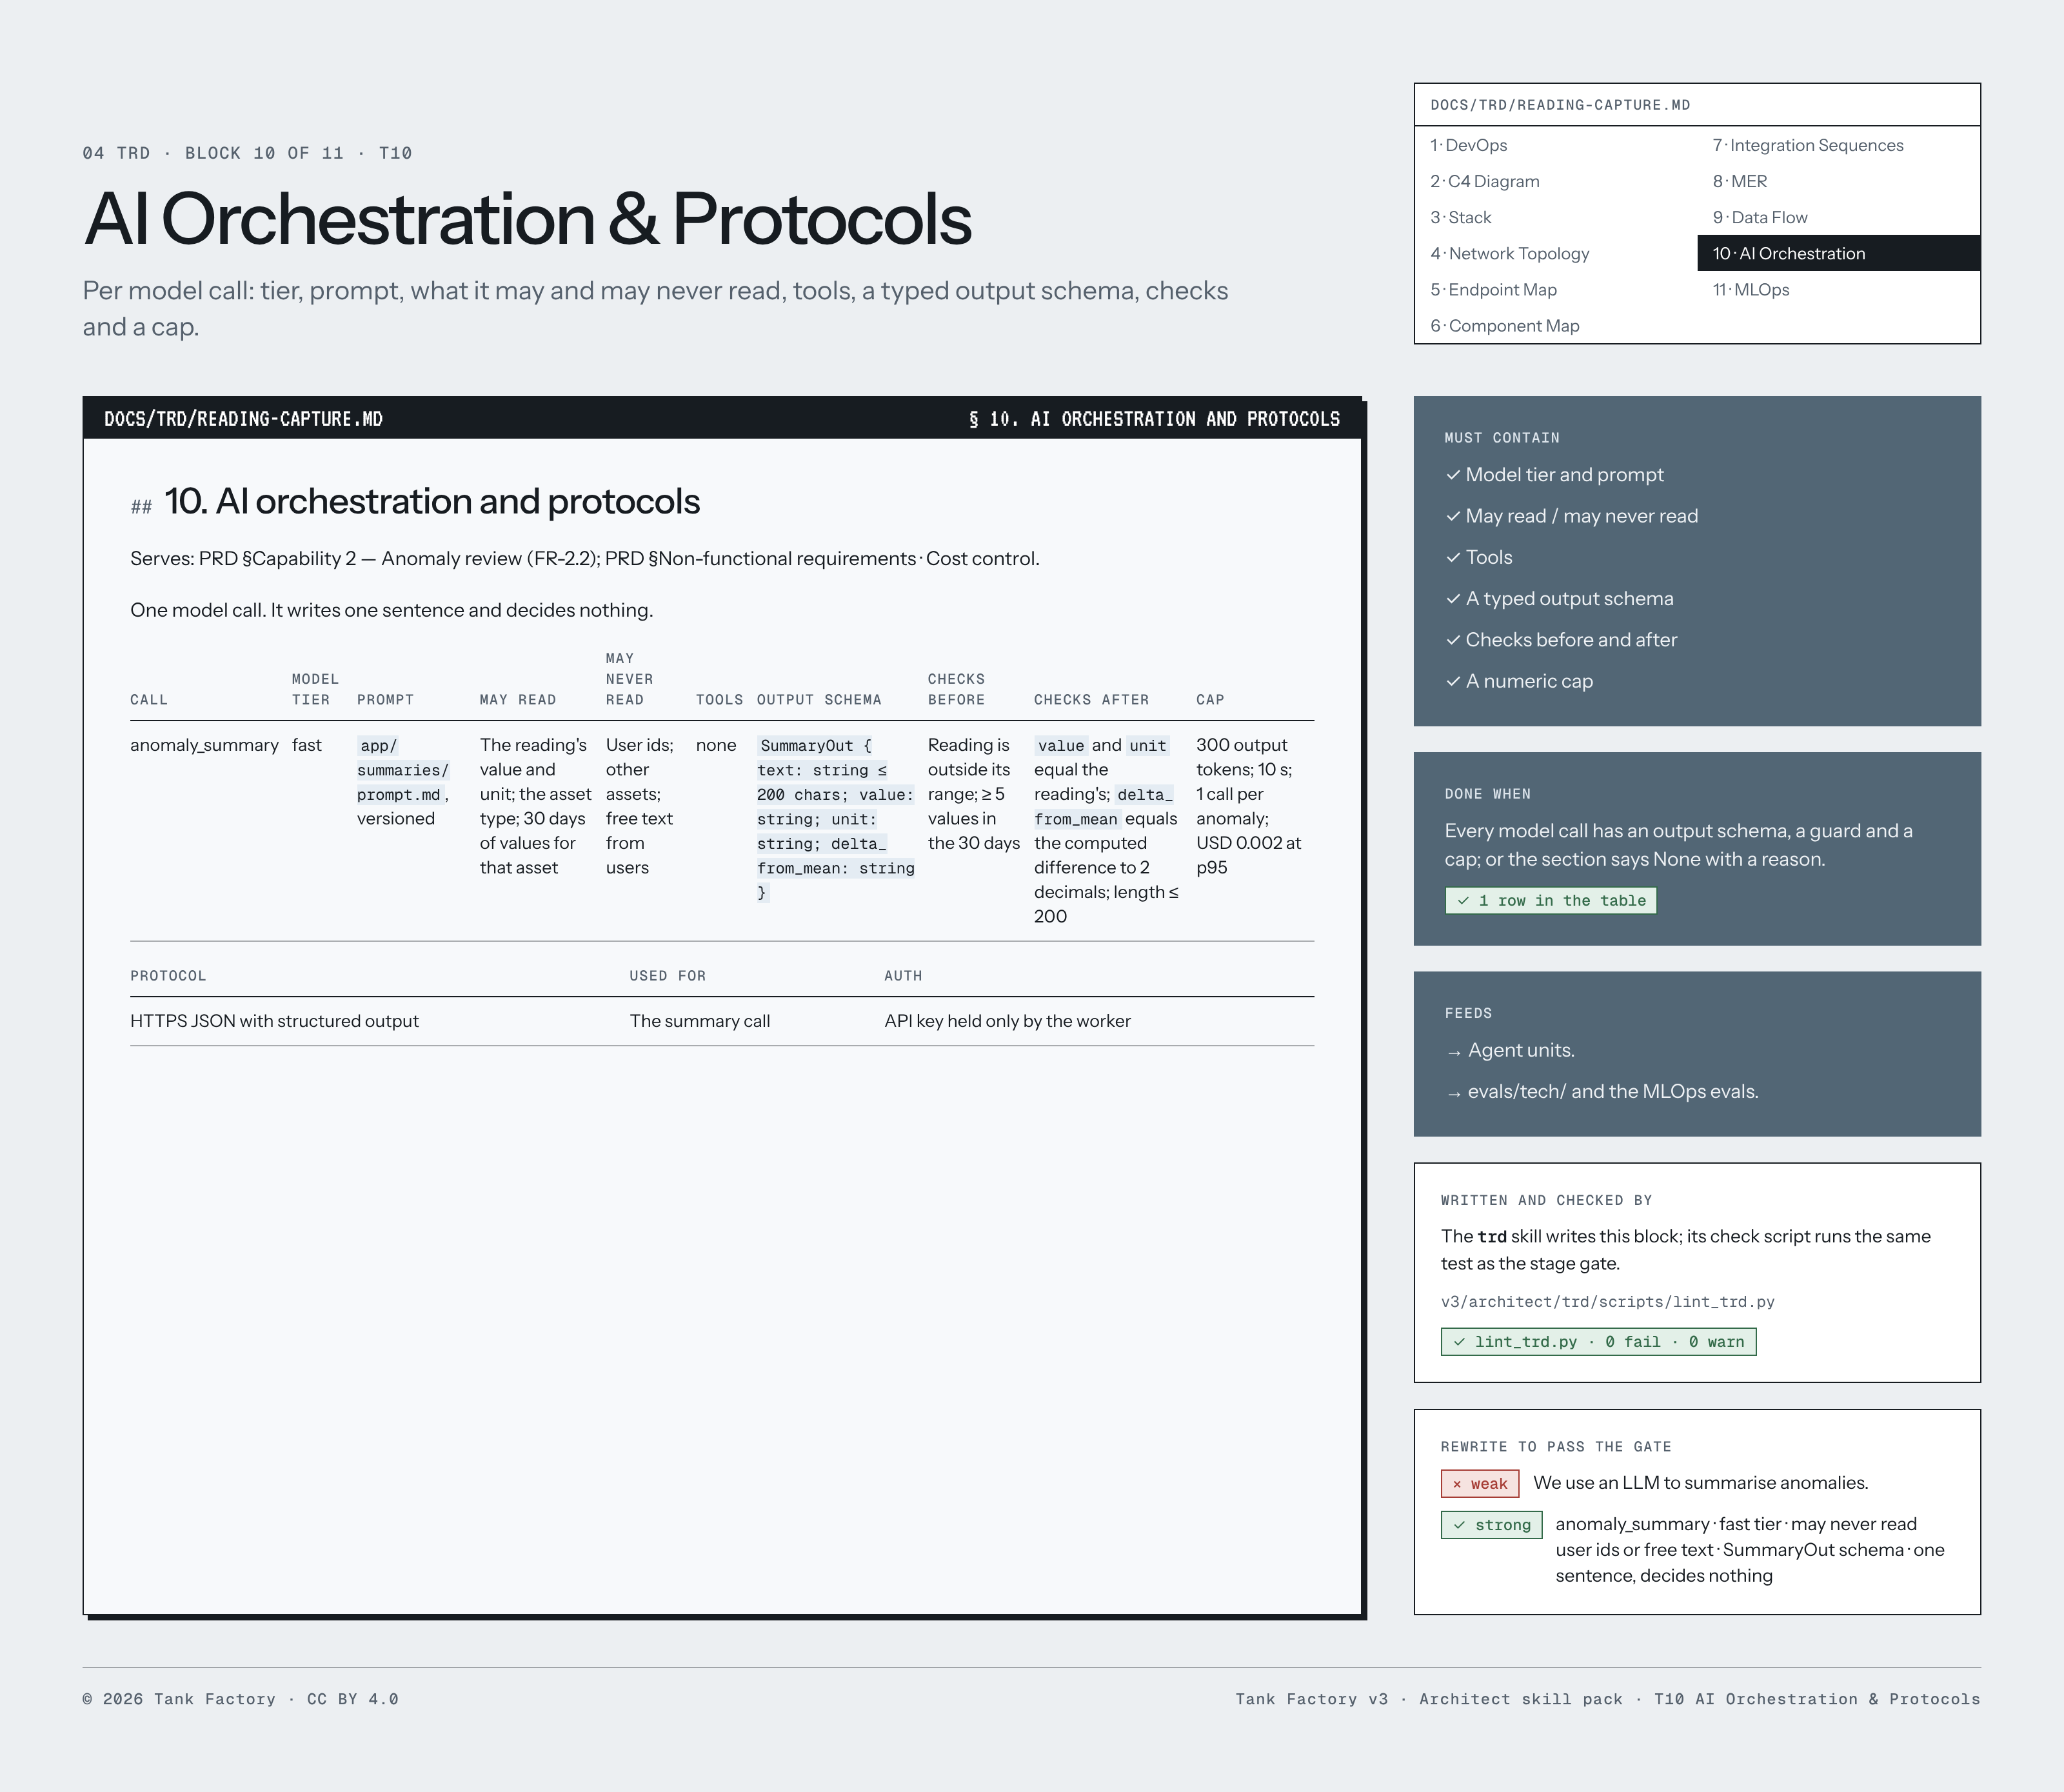 04 TRD · BLOCK 10 OF 11 · T10
AI Orchestration & Protocols
Per model call: tier, prompt, what it may and may never read, tools, a typed output schema, checks
and a cap.
DOCS/TRD/READING-CAPTURE.MD
1 · DevOps
2 · C4 Diagram
3 · Stack
4 · Network Topology
5 · Endpoint Map
6 · Component Map
7 · Integration Sequences
8 · MER
9 · Data Flow
10 · AI Orchestration
11 · MLOps
DOCS/TRD/READING-CAPTURE.MD
§ 10. AI ORCHESTRATION AND PROTOCOLS
## 10. AI orchestration and protocols
Serves: PRD §Capability 2 — Anomaly review (FR-2.2); PRD §Non-functional requirements · Cost control.
One model call. It writes one sentence and decides nothing.
CALL
MODEL
TIER
PROMPT
MAY READ
MAY
NEVER
READ
TOOLS
OUTPUT SCHEMA
CHECKS
BEFORE
CHECKS AFTER
CAP
anomaly_summary
fast
app/
summaries/
prompt.md,
versioned
The reading's
value and
unit; the asset
type; 30 days
of values for
that asset
User ids;
other
assets;
free text
from
users
none
SummaryOut {
text: string ≤
200 chars; value:
string; unit:
string; delta_
from_mean: string
}
Reading is
outside its
range; ≥ 5
values in
the 30 days
value and unit
equal the
reading's; delta_
from_mean equals
the computed
difference to 2
decimals; length ≤
200
300 output
tokens; 10 s;
1 call per
anomaly;
USD 0.002 at
p95
PROTOCOL
USED FOR
AUTH
HTTPS JSON with structured output
The summary call
API key held only by the worker
MUST CONTAIN
✓ Model tier and prompt
✓ May read / may never read
✓ Tools
✓ A typed output schema
✓ Checks before and after
✓ A numeric cap
DONE WHEN
Every model call has an output schema, a guard and a
cap; or the section says None with a reason.
✓ 1 row in the table
FEEDS
→ Agent units.
→ evals/tech/ and the MLOps evals.
WRITTEN AND CHECKED BY
The trd skill writes this block; its check script runs the same
test as the stage gate.
v3/architect/trd/scripts/lint_trd.py
✓ lint_trd.py · 0 fail · 0 warn
REWRITE TO PASS THE GATE
× weak
We use an LLM to summarise anomalies.
✓ strong
anomaly_summary · fast tier · may never read
user ids or free text · SummaryOut schema · one
sentence, decides nothing
© 2026 Tank Factory · CC BY 4.0
Tank Factory v3 · Architect skill pack · T10 AI Orchestration & Protocols